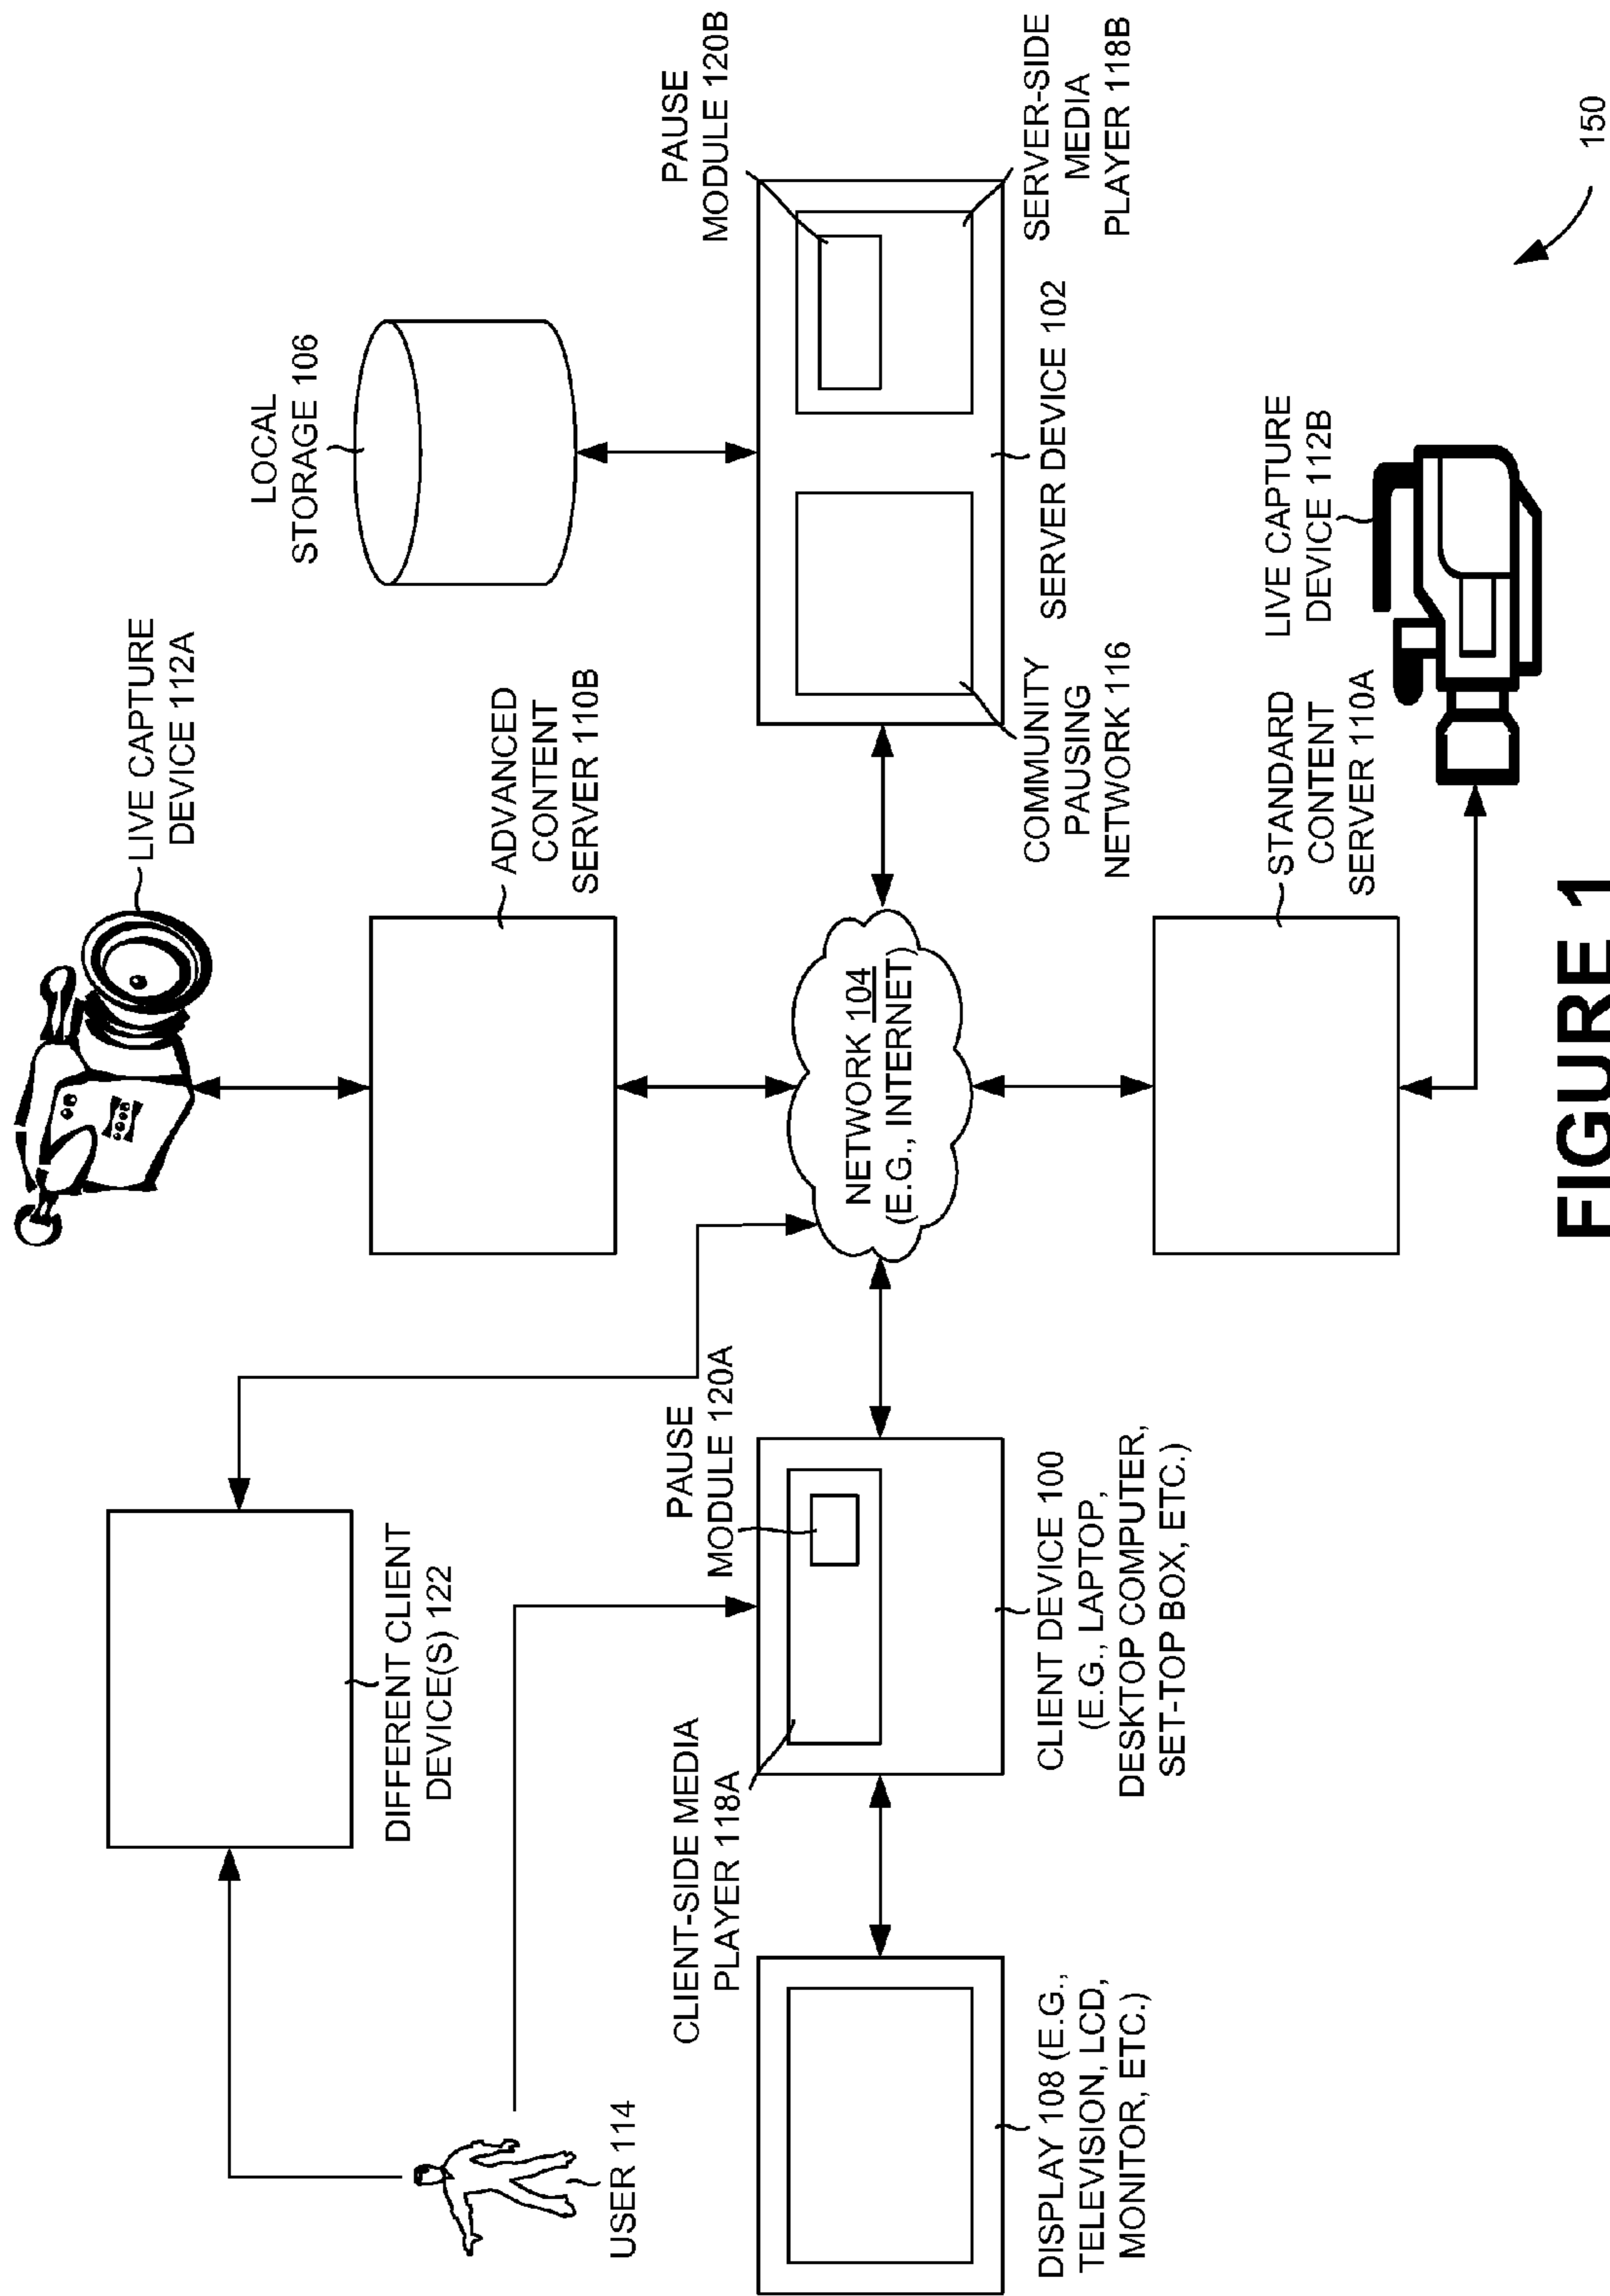 LIVE CAPTURE
DEVICE 112A
LOCAL
STORAGE 106
PAUSE
MODULE 120B
DIFFERENT CLIENT
DEVICE(S) 122
ADVANCED
CONTENT
SERVER 110B
USER 114
CLIENT-SIDE MEDIA
PLAYER 118A
PAUSE
MODULE 120A
NETWORK 104
(E.G., INTERNET)
DISPLAY 108 (E.G.,
TELEVISION, LCD,
MONITOR, ETC.)
CLIENT DEVICE 100
(E.G., LAPTOP,
DESKTOP COMPUTER,
SET-TOP BOX, ETC.)
COMMUNITY
PAUSING
NETWORK 116
SERVER DEVICE 102
SERVER-SIDE
MEDIA
PLAYER 118B
STANDARD
CONTENT
SERVER 110A
LIVE CAPTURE
DEVICE 112B
150
FIGURE 1